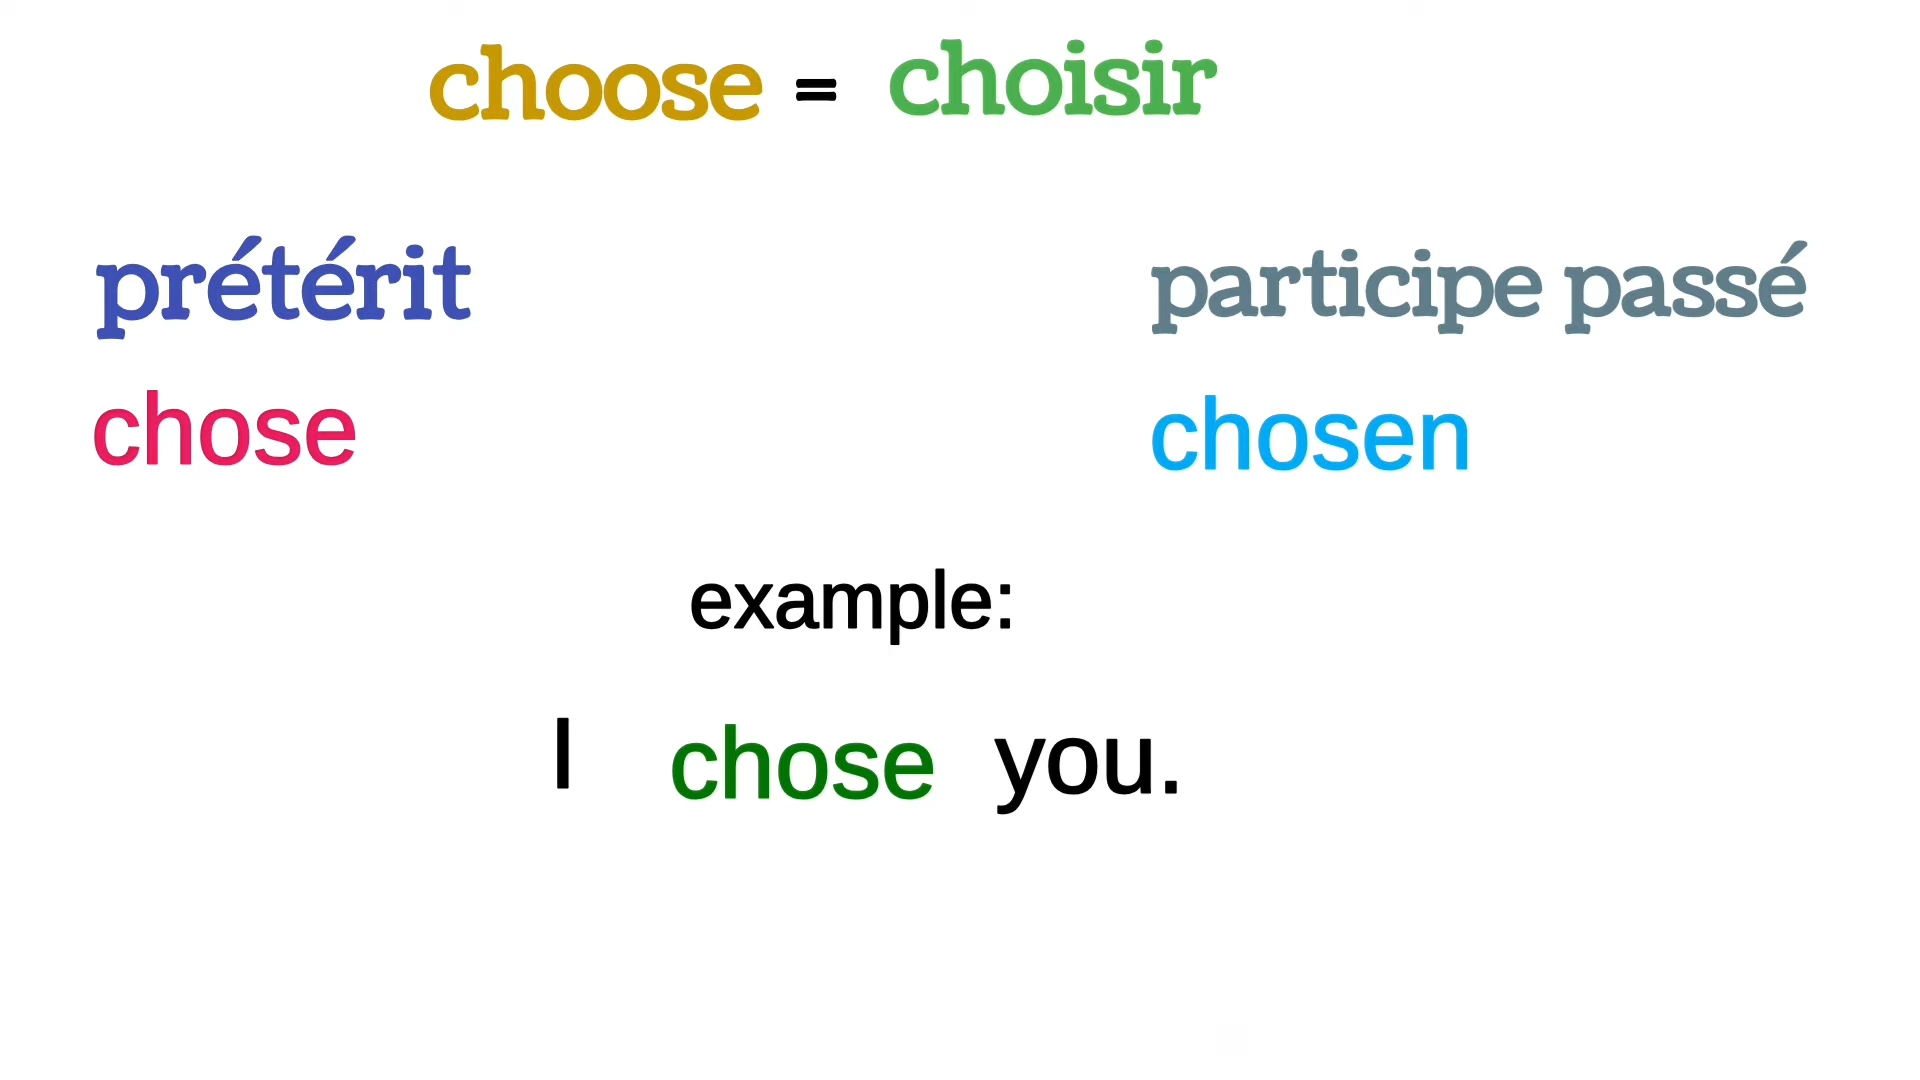 choose = choisir
prétérit
participe passé
chose
chosen
example:
I chose you.